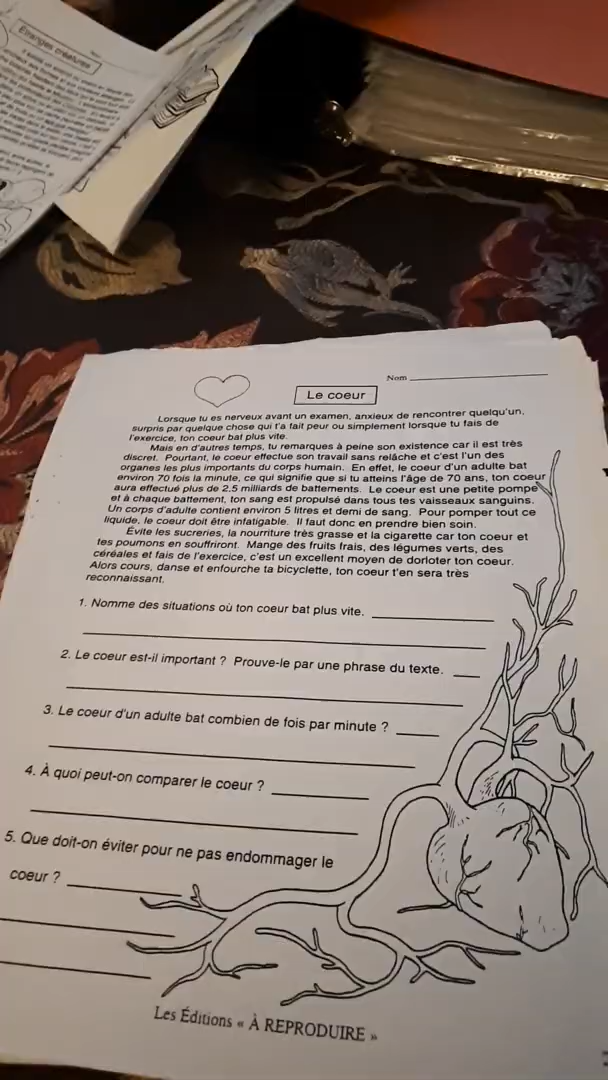 Étranges créatures
Nom
Le coeur
Lorsque tu es nerveux avant un examen, anxieux de rencontrer quelqu'un,
surpris par quelque chose qui t'a fait peur ou simplement lorsque tu fais de
l'exercice, ton coeur bat plus vite.
Mais en d'autres temps, tu remarques à peine son existence car il est très
discret. Pourtant, le coeur effectue son travail sans relâche et c'est l'un des
organes les plus importants du corps humain. En effet, le coeur d'un adulte bat
environ 70 fois la minute, ce qui signifie que si tu atteins l'âge de 70 ans, ton coeur
aura effectué plus de 2.5 milliards de battements. Le coeur est une petite pompe
et à chaque battement, ton sang est propulsé dans tous tes vaisseaux sanguins.
Un corps d'adulte contient environ 5 litres et demi de sang. Pour pomper tout ce
liquide, le coeur doit être infatigable. Il faut donc en prendre bien soin.
Évite les sucreries, la nourriture très grasse et la cigarette car ton coeur et
tes poumons en souffriront. Mange des fruits frais, des légumes verts, des
céréales et fais de l'exercice, c'est un excellent moyen de dorloter ton coeur.
Alors cours, danse et enfourche ta bicyclette, ton coeur t'en sera très
reconnaissant.
1. Nomme des situations où ton coeur bat plus vite.
2. Le coeur est-il important ? Prouve-le par une phrase du texte.
3. Le coeur d'un adulte bat combien de fois par minute ?
4. À quoi peut-on comparer le coeur ?
5. Que doit-on éviter pour ne pas endommager le
coeur ?
Les Éditions « À REPRODUIRE »